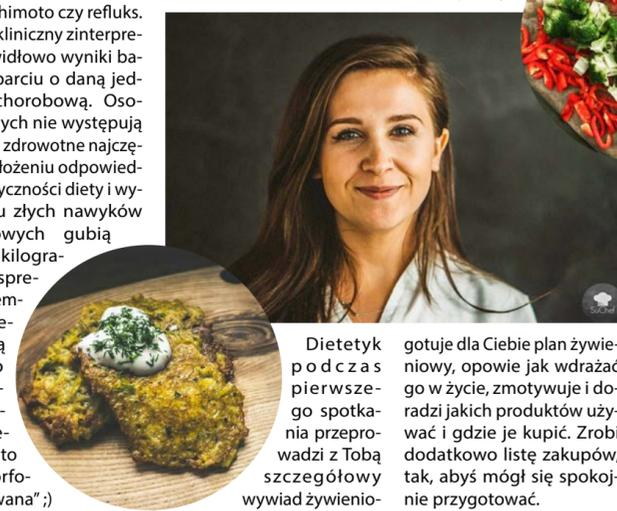 himoto czy refluks.
kliniczny zinterpre-
widłowo wyniki ba-
parciu o daną jed-
chorobową. Oso-
ych nie występują
zdrowotne najczę-
łożeniu odpowied-
yczności diety i wy-
u złych nawyków
owych gubią
kilogra-
spre-
em-
e-
ą
o
-
-
e-
to
orfo-
wana” ;)
SuChef
Dietetyk
podczas
pierwsze-
go spotka-
nia przepro-
wadzi z Tobą
szczegółowy
wywiad żywienio-
gotuje dla Ciebie plan żywie-
niowy, opowie jak wdrażać
go w życie, zmotywuje i do-
radzi jakich produktów uży-
wać i gdzie je kupić. Zrobi
dodatkowo listę zakupów,
tak, abyś mógł się spokoj-
nie przygotować.